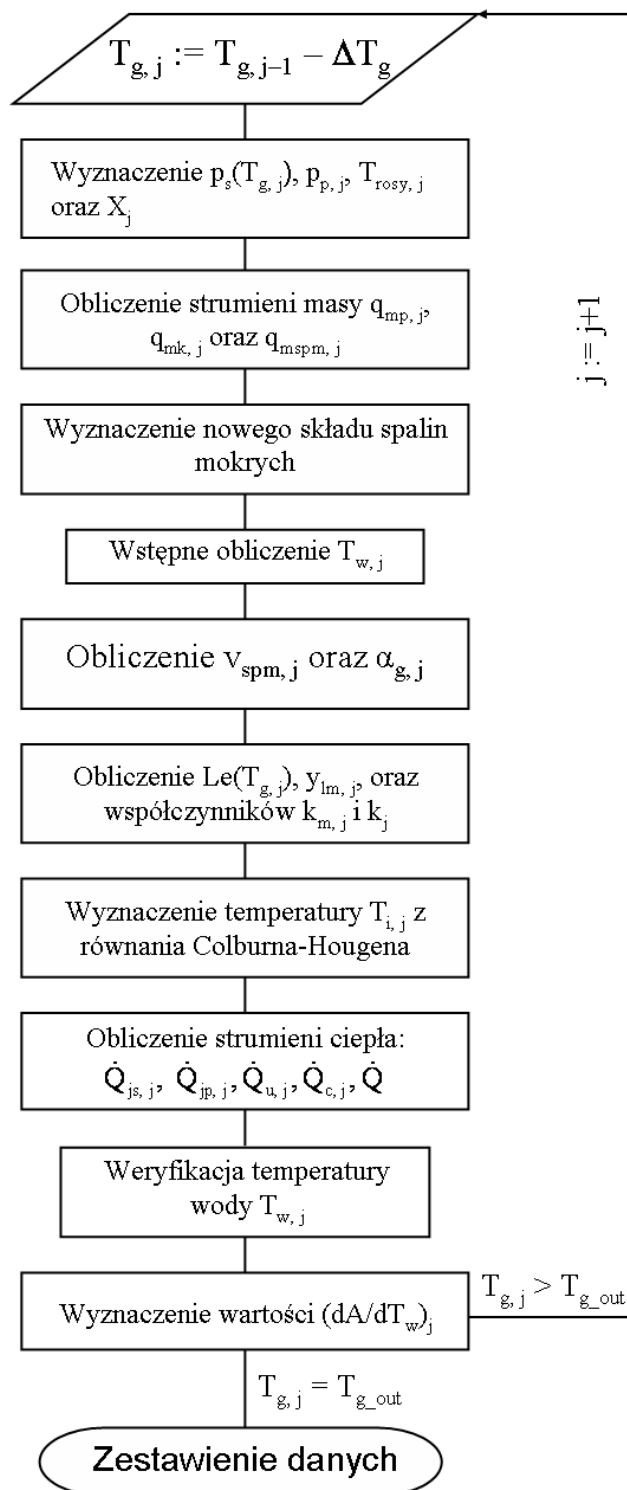 T_{g, j} := T_{g, j−1} − ΔT_g
Wyznaczenie p_s(T_{g, j}), p_{p, j}, T_{rosy, j}
oraz X_j
Obliczenie strumieni masy q_{mp, j},
q_{mk, j} oraz q_{mspm, j}
j := j+1
Wyznaczenie nowego składu spalin
mokrych
Wstępne obliczenie T_{w, j}
Obliczenie v_{spm, j} oraz α_{g, j}
Obliczenie Le(T_{g, j}), y_{lm, j}, oraz
współczynników k_{m, j} i k_j
Wyznaczenie temperatury T_{i, j} z
równania Colburna-Hougena
Obliczenie strumieni ciepła:
Q̇_{js, j}, Q̇_{jp, j}, Q̇_{u, j}, Q̇_{c, j}, Q̇
Weryfikacja temperatury
wody T_{w, j}
Wyznaczenie wartości (dA/dT_w)_j
T_{g, j} > T_{g_out}
T_{g, j} = T_{g_out}
Zestawienie danych